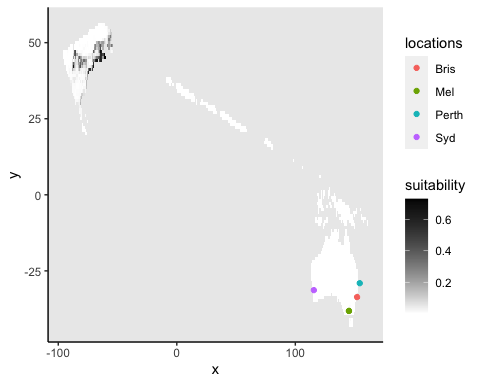 50
25
0
-25
-100
0
100
x
y
locations
Bris
Mel
Perth
Syd
suitability
0.6
0.4
0.2